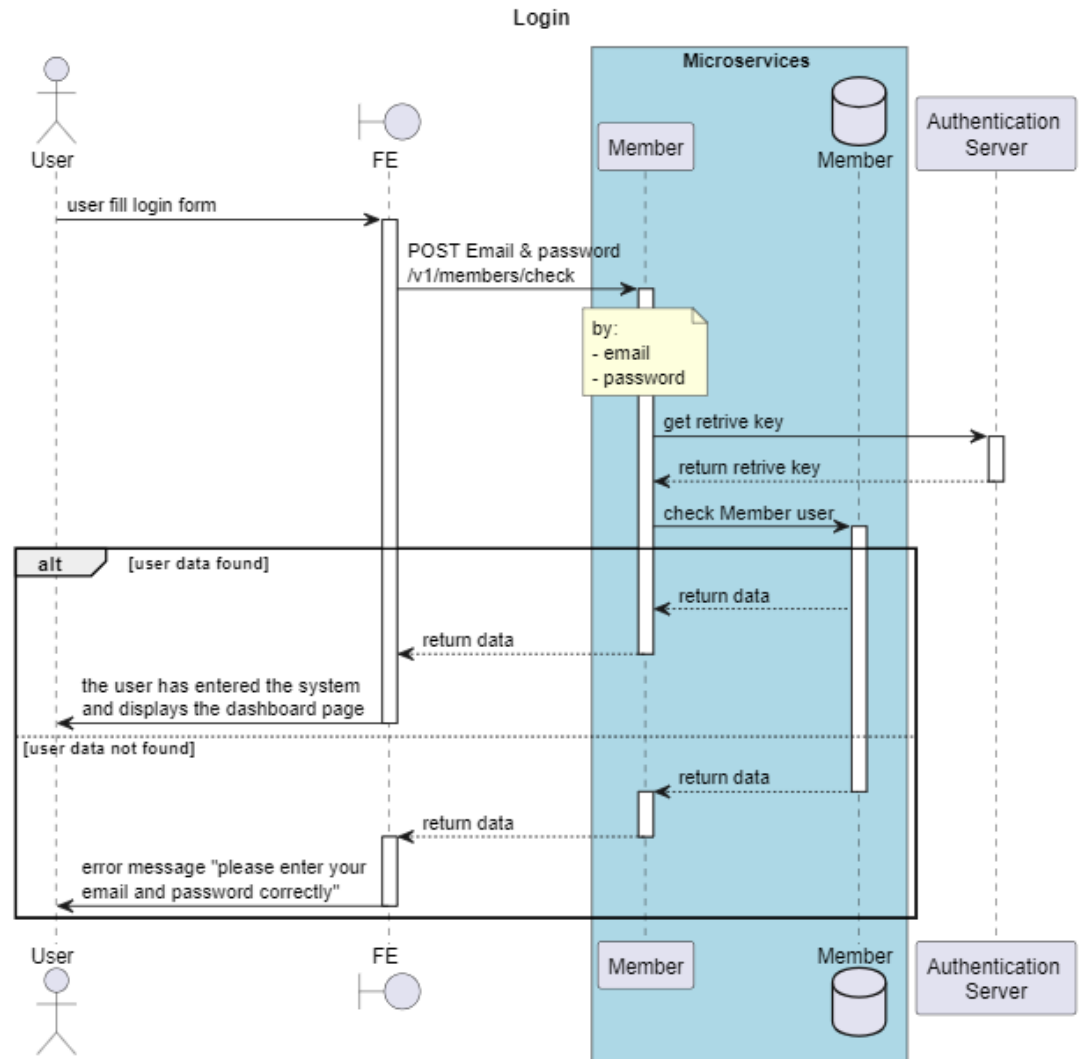 Login
Microservices
User
FE
Member
Member
Authentication
Server
user fill login form
POST Email & password
/v1/members/check
by:
- email
- password
get retrive key
return retrive key
check Member user
alt
[user data found]
return data
return data
the user has entered the system
and displays the dashboard page
[user data not found]
return data
return data
error message "please enter your
email and password correctly"
User
FE
Member
Member
Authentication
Server